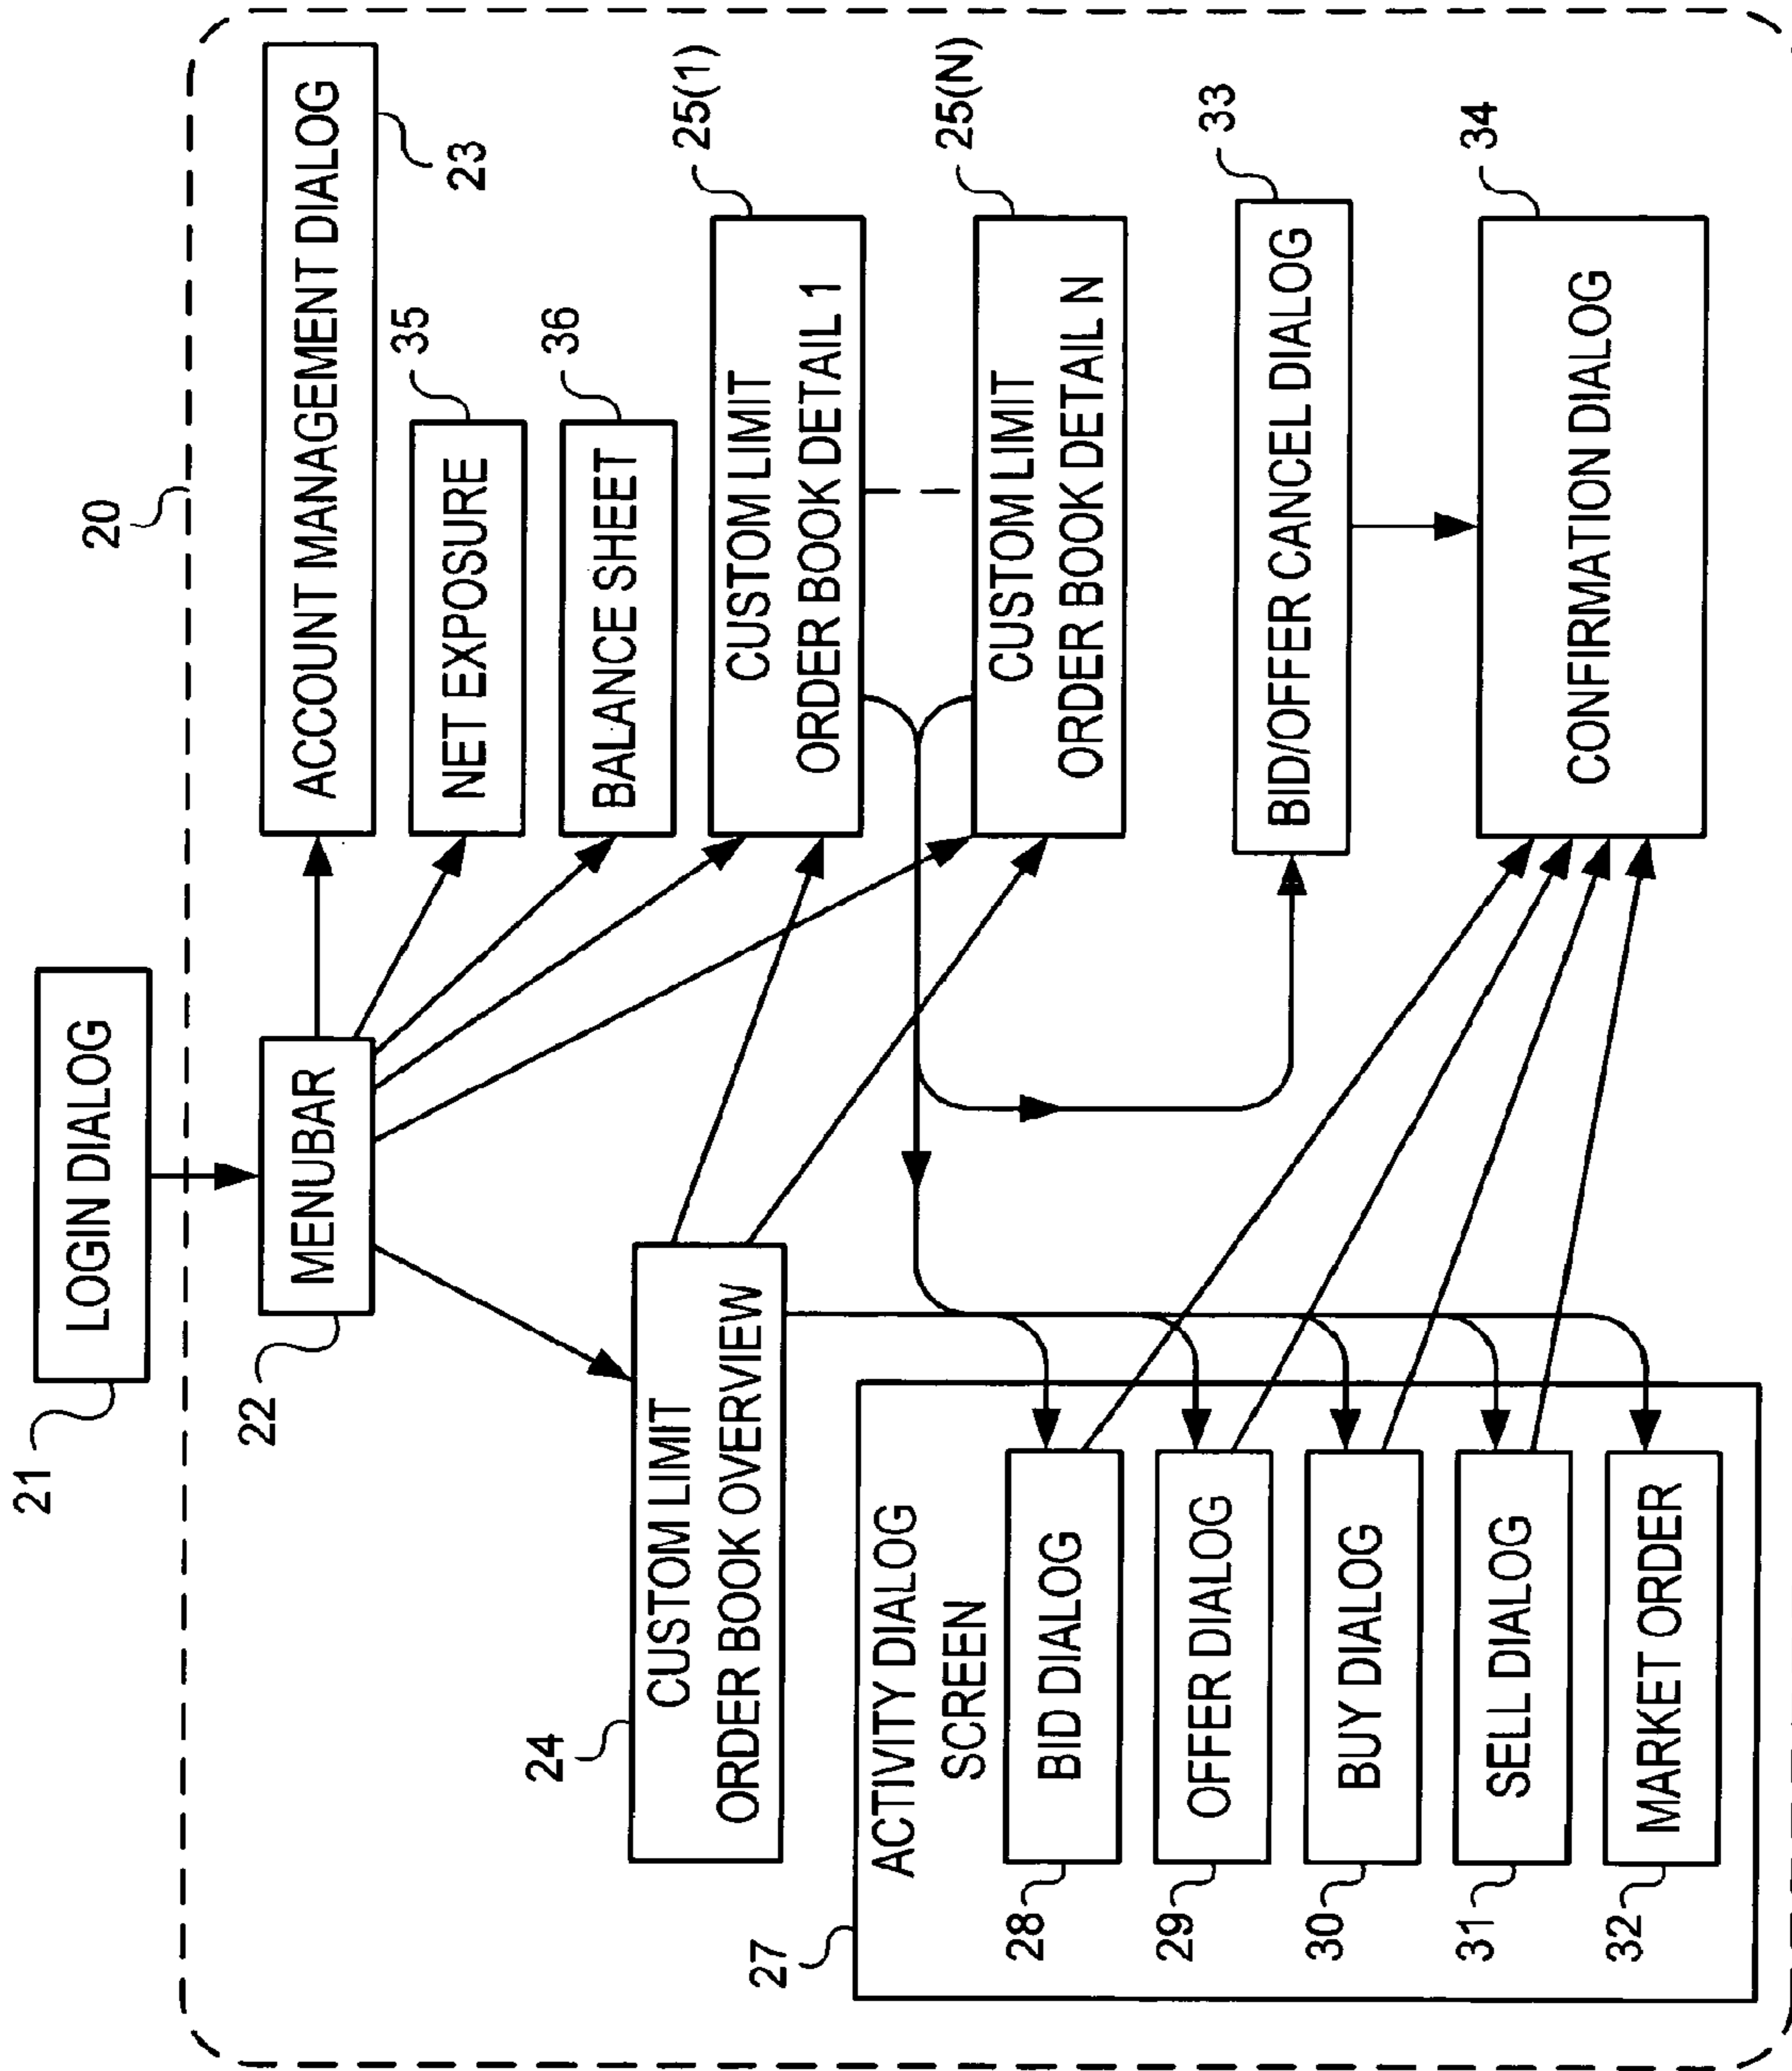 20
21
LOGIN DIALOG
22
MENUBAR
ACCOUNT MANAGEMENT DIALOG
23
NET EXPOSURE
35
BALANCE SHEET
36
CUSTOM LIMIT
ORDER BOOK DETAIL 1
25(1)
CUSTOM LIMIT
ORDER BOOK DETAIL N
25(N)
24
CUSTOM LIMIT
ORDER BOOK OVERVIEW
BID/OFFER CANCEL DIALOG
33
CONFIRMATION DIALOG
34
27
ACTIVITY DIALOG
SCREEN
28
BID DIALOG
29
OFFER DIALOG
30
BUY DIALOG
31
SELL DIALOG
32
MARKET ORDER